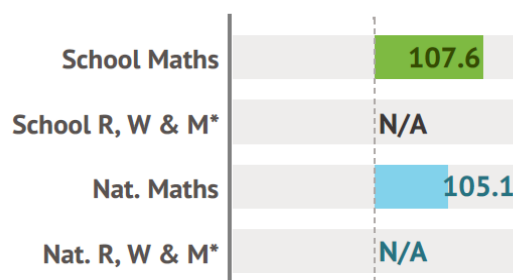 School Maths 107.6
School R, W & M* N/A
Nat. Maths 105.1
Nat. R, W & M* N/A